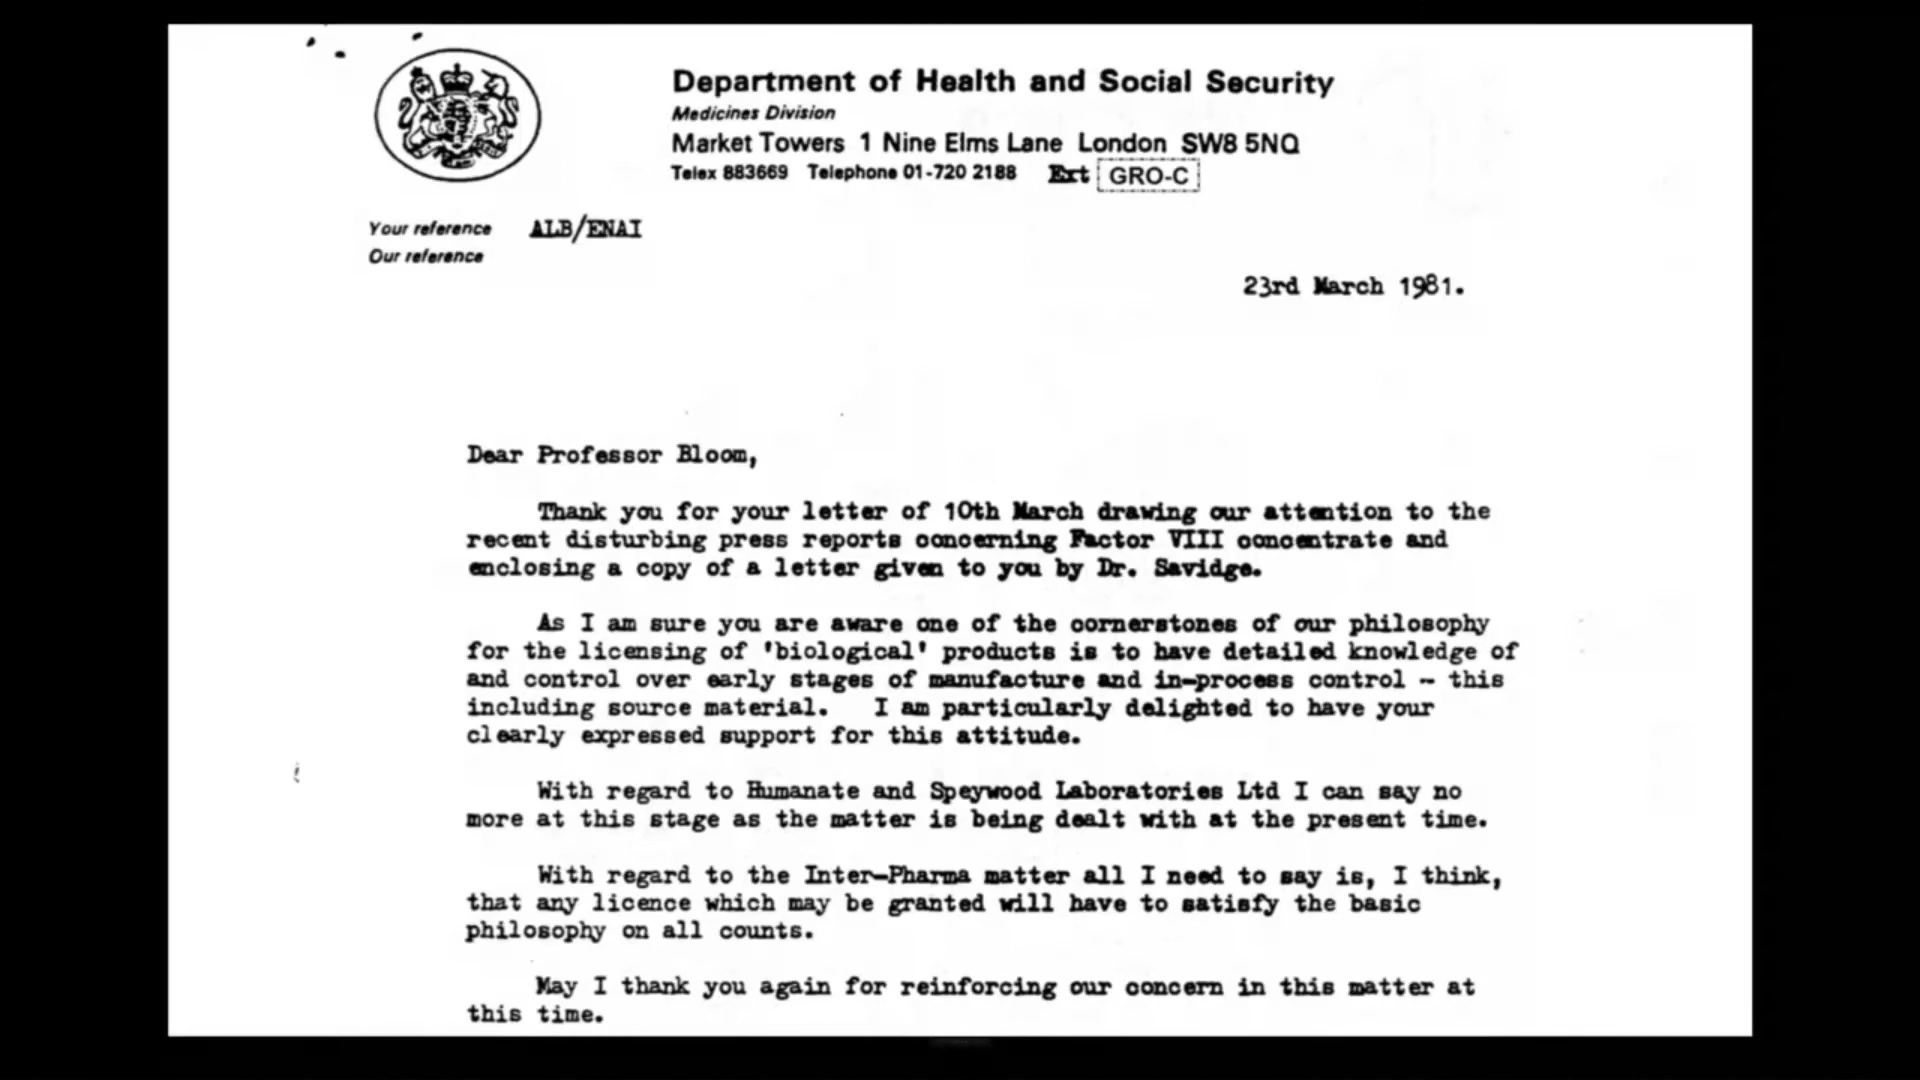 Department of Health and Social Security
Medicines Division
Market Towers 1 Nine Elms Lane London SW8 5NQ
Telex 883669 Telephone 01-720 2188 Ext GRO-C
Your reference ALB/ENAI
Our reference
23rd March 1981.
Dear Professor Bloom,
Thank you for your letter of 10th March drawing our attention to the
recent disturbing press reports concerning Factor VIII concentrate and
enclosing a copy of a letter given to you by Dr. Savidge.
As I am sure you are aware one of the cornerstones of our philosophy
for the licensing of 'biological' products is to have detailed knowledge of
and control over early stages of manufacture and in-process control - this
including source material. I am particularly delighted to have your
clearly expressed support for this attitude.
With regard to Humanate and Speywood Laboratories Ltd I can say no
more at this stage as the matter is being dealt with at the present time.
With regard to the Inter-Pharma matter all I need to say is, I think,
that any licence which may be granted will have to satisfy the basic
philosophy on all counts.
May I thank you again for reinforcing our concern in this matter at
this time.